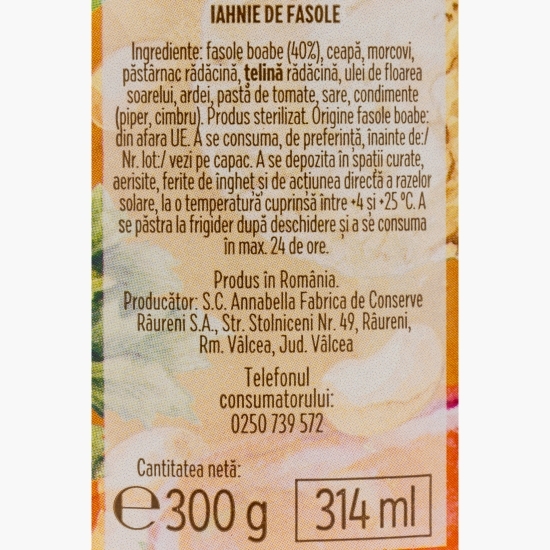 IAHNIE DE FASOLE
Ingrediente: fasole boabe (40%), ceapă, morcovi,
păstârnac rădăcină, țelină rădăcină, ulei de floarea
soarelui, ardei, pastă de tomate, sare, condimente
(piper, cimbru). Produs sterilizat. Origine fasole boabe:
din afara UE. A se consuma, de preferință, înainte de:/
Nr. lot:/ vezi pe capac. A se depozita în spații curate,
aerisite, ferite de îngheț și de acțiunea directă a razelor
solare, la o temperatură cuprinsă între +4 și +25 °C. A
se păstra la frigider după deschidere și a se consuma
în max. 24 de ore.
Produs în România.
Producător: S.C. Annabella Fabrica de Conserve
Râureni S.A., Str. Stolniceni Nr. 49, Râureni,
Rm. Vâlcea, Jud. Vâlcea
Telefonul
consumatorului:
0250 739 572
Cantitatea netă:
℮300 g 314 ml